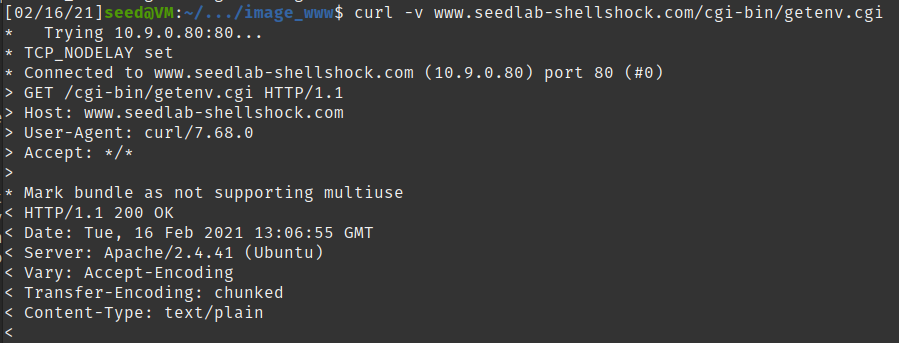 [02/16/21]seed@VM:~/.../image_www$ curl -v www.seedlab-shellshock.com/cgi-bin/getenv.cgi
*   Trying 10.9.0.80:80...
* TCP_NODELAY set
* Connected to www.seedlab-shellshock.com (10.9.0.80) port 80 (#0)
> GET /cgi-bin/getenv.cgi HTTP/1.1
> Host: www.seedlab-shellshock.com
> User-Agent: curl/7.68.0
> Accept: */*
>
* Mark bundle as not supporting multiuse
< HTTP/1.1 200 OK
< Date: Tue, 16 Feb 2021 13:06:55 GMT
< Server: Apache/2.4.41 (Ubuntu)
< Vary: Accept-Encoding
< Transfer-Encoding: chunked
< Content-Type: text/plain
<